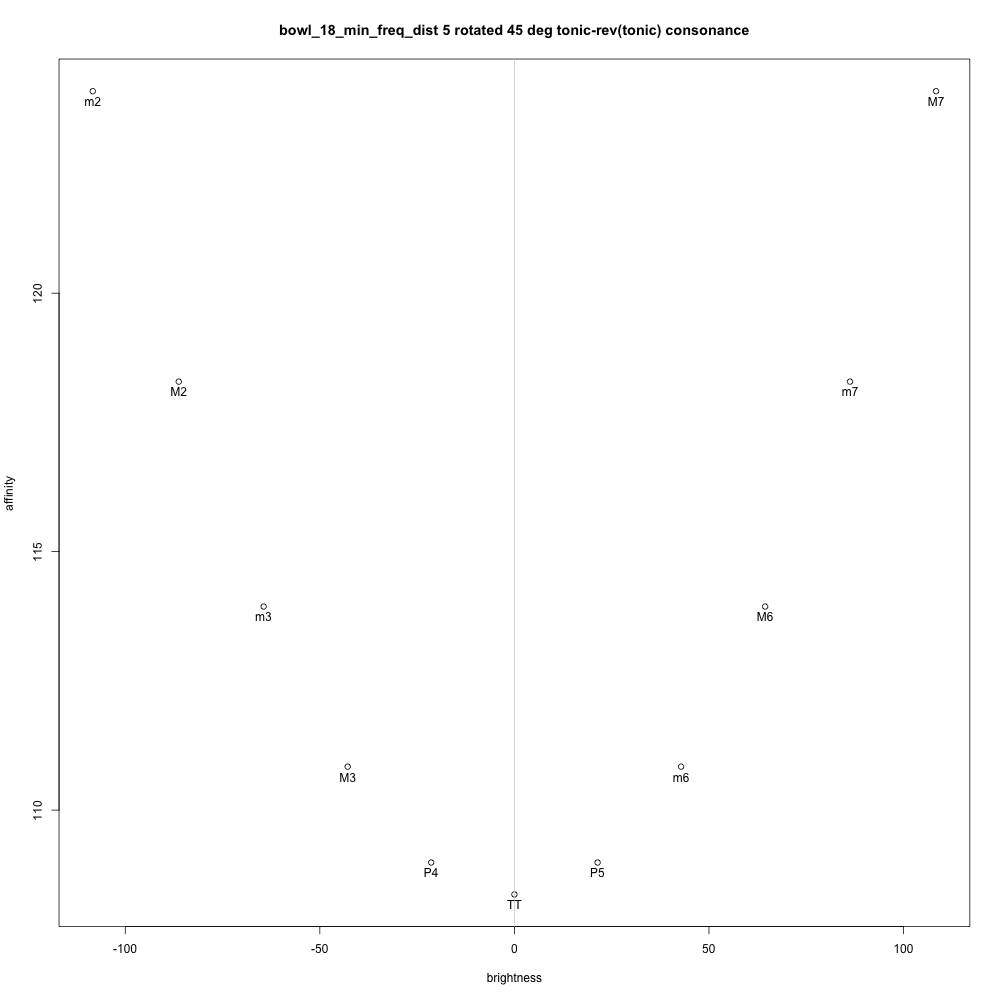 bowl_18_min_freq_dist 5 rotated 45 deg tonic-rev(tonic) consonance
m2
M7
120
M2
m7
affinity
115
m3
M6
M3
m6
110
P4
P5
TT
-100
-50
0
50
100
brightness